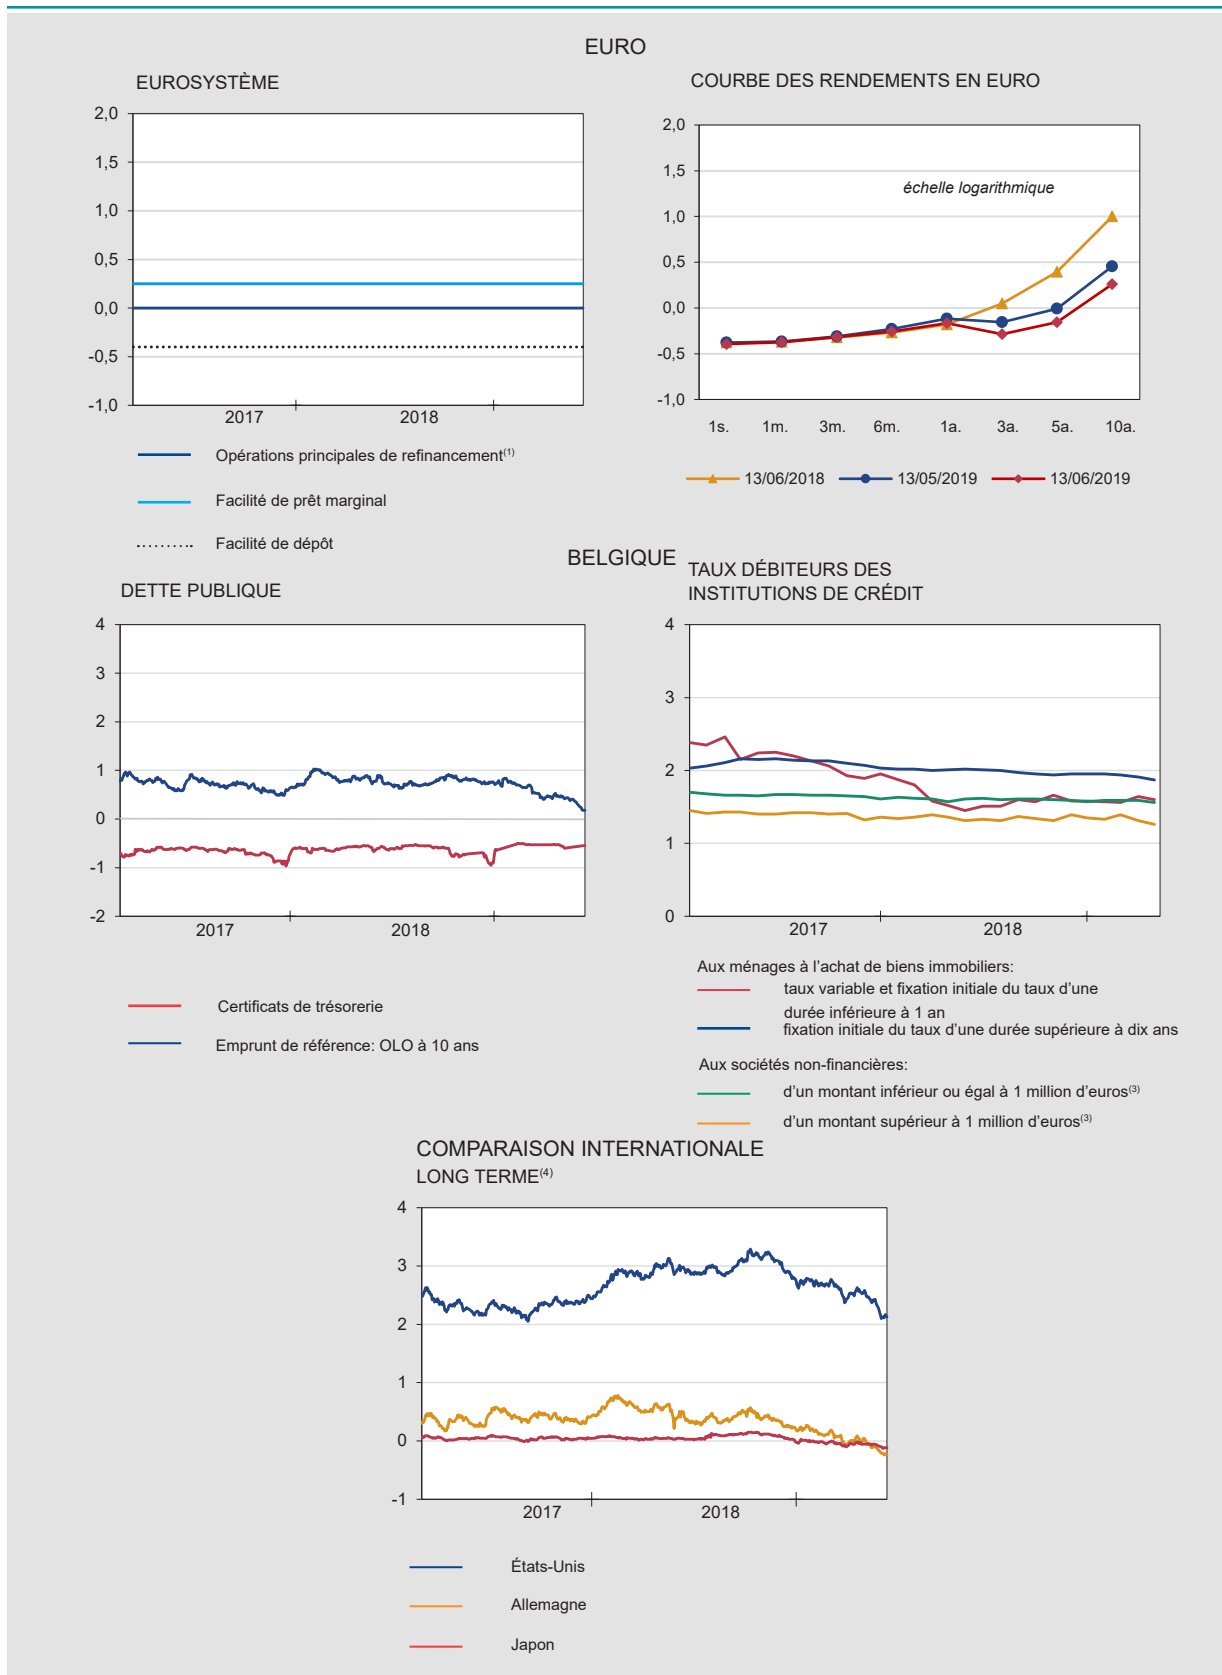 EURO
EUROSYSTÈME
2,0
1,5
1,0
0,5
0,0
-0,5
-1,0
2017 2018
Opérations principales de refinancement(1)
Facilité de prêt marginal
Facilité de dépôt
COURBE DES RENDEMENTS EN EURO
2,0
1,5
1,0
0,5
0,0
-0,5
-1,0
échelle logarithmique
1s. 1m. 3m. 6m. 1a. 3a. 5a. 10a.
13/06/2018 13/05/2019 13/06/2019
BELGIQUE
DETTE PUBLIQUE
4
3
2
1
0
-1
-2
2017 2018
Certificats de trésorerie
Emprunt de référence: OLO à 10 ans
TAUX DÉBITEURS DES
INSTITUTIONS DE CRÉDIT
4
3
2
1
0
2017 2018
Aux ménages à l’achat de biens immobiliers:
taux variable et fixation initiale du taux d’une
durée inférieure à 1 an
fixation initiale du taux d’une durée supérieure à dix ans
Aux sociétés non-financières:
d’un montant inférieur ou égal à 1 million d’euros(3)
d’un montant supérieur à 1 million d’euros(3)
COMPARAISON INTERNATIONALE
LONG TERME(4)
4
3
2
1
0
-1
2017 2018
États-Unis
Allemagne
Japon